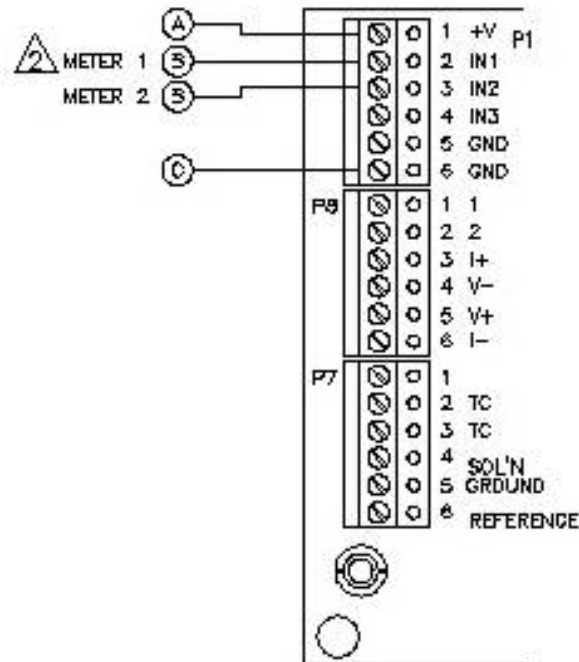 A
1 +V P1
2 METER 1 B
2 IN1
METER 2 B
3 IN2
4 IN3
5 GND
C
6 GND
P8
1 1
2 2
3 I+
4 V-
5 V+
6 I-
P7
1
2 TC
3 TC
4 SOL'N
5 GROUND
6 REFERENCE